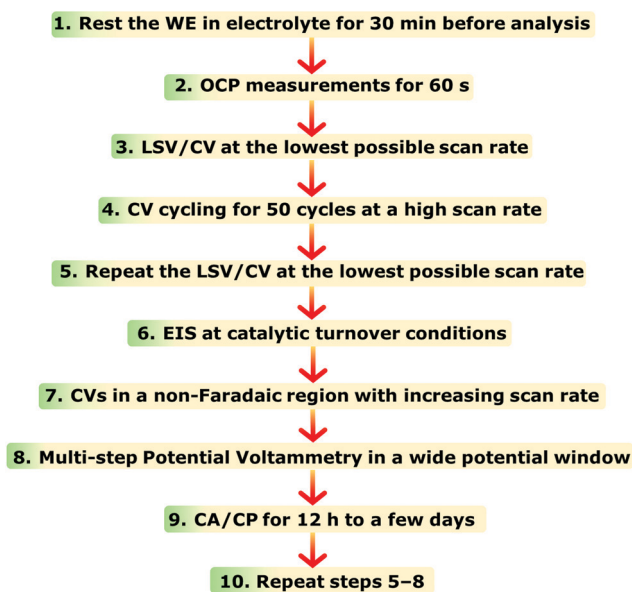 1. Rest the WE in electrolyte for 30 min before analysis
2. OCP measurements for 60 s
3. LSV/CV at the lowest possible scan rate
4. CV cycling for 50 cycles at a high scan rate
5. Repeat the LSV/CV at the lowest possible scan rate
6. EIS at catalytic turnover conditions
7. CVs in a non-Faradaic region with increasing scan rate
8. Multi-step Potential Voltammetry in a wide potential window
9. CA/CP for 12 h to a few days
10. Repeat steps 5–8